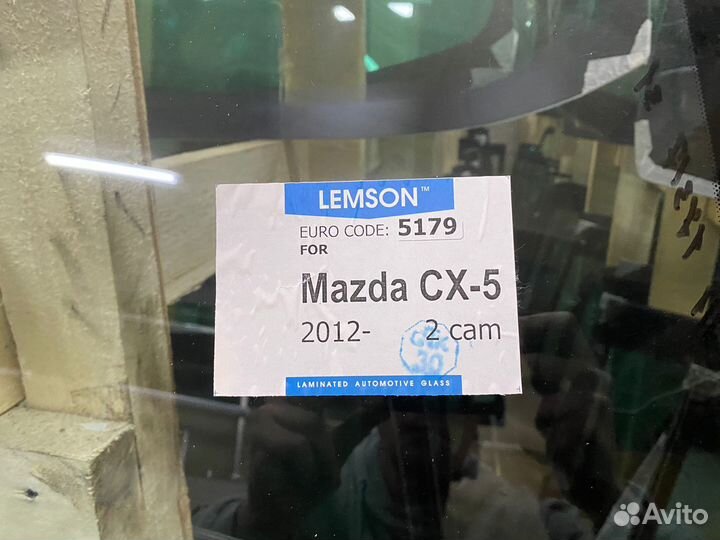 LEMSON™
EURO CODE: 5179
FOR
Mazda CX-5
2012- 2 cam
LAMINATED AUTOMOTIVE GLASS
Avito